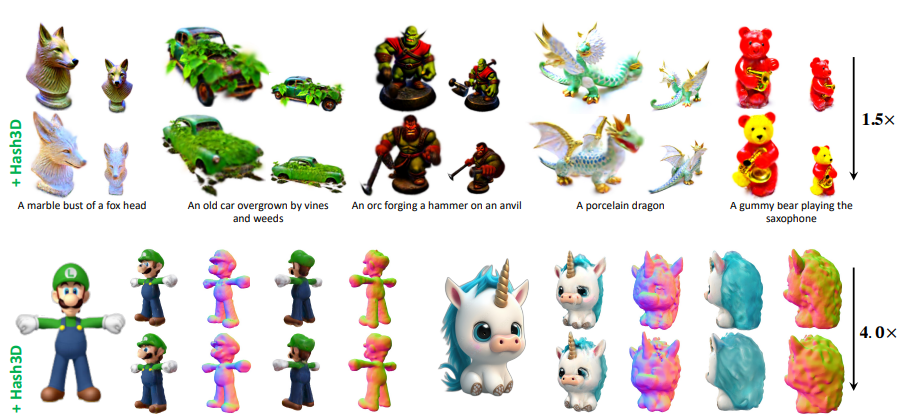 1.5×
+ Hash3D
A marble bust of a fox head
An old car overgrown by vines
and weeds
An orc forging a hammer on an anvil
A porcelain dragon
A gummy bear playing the
saxophone
L
4.0×
+ Hash3D